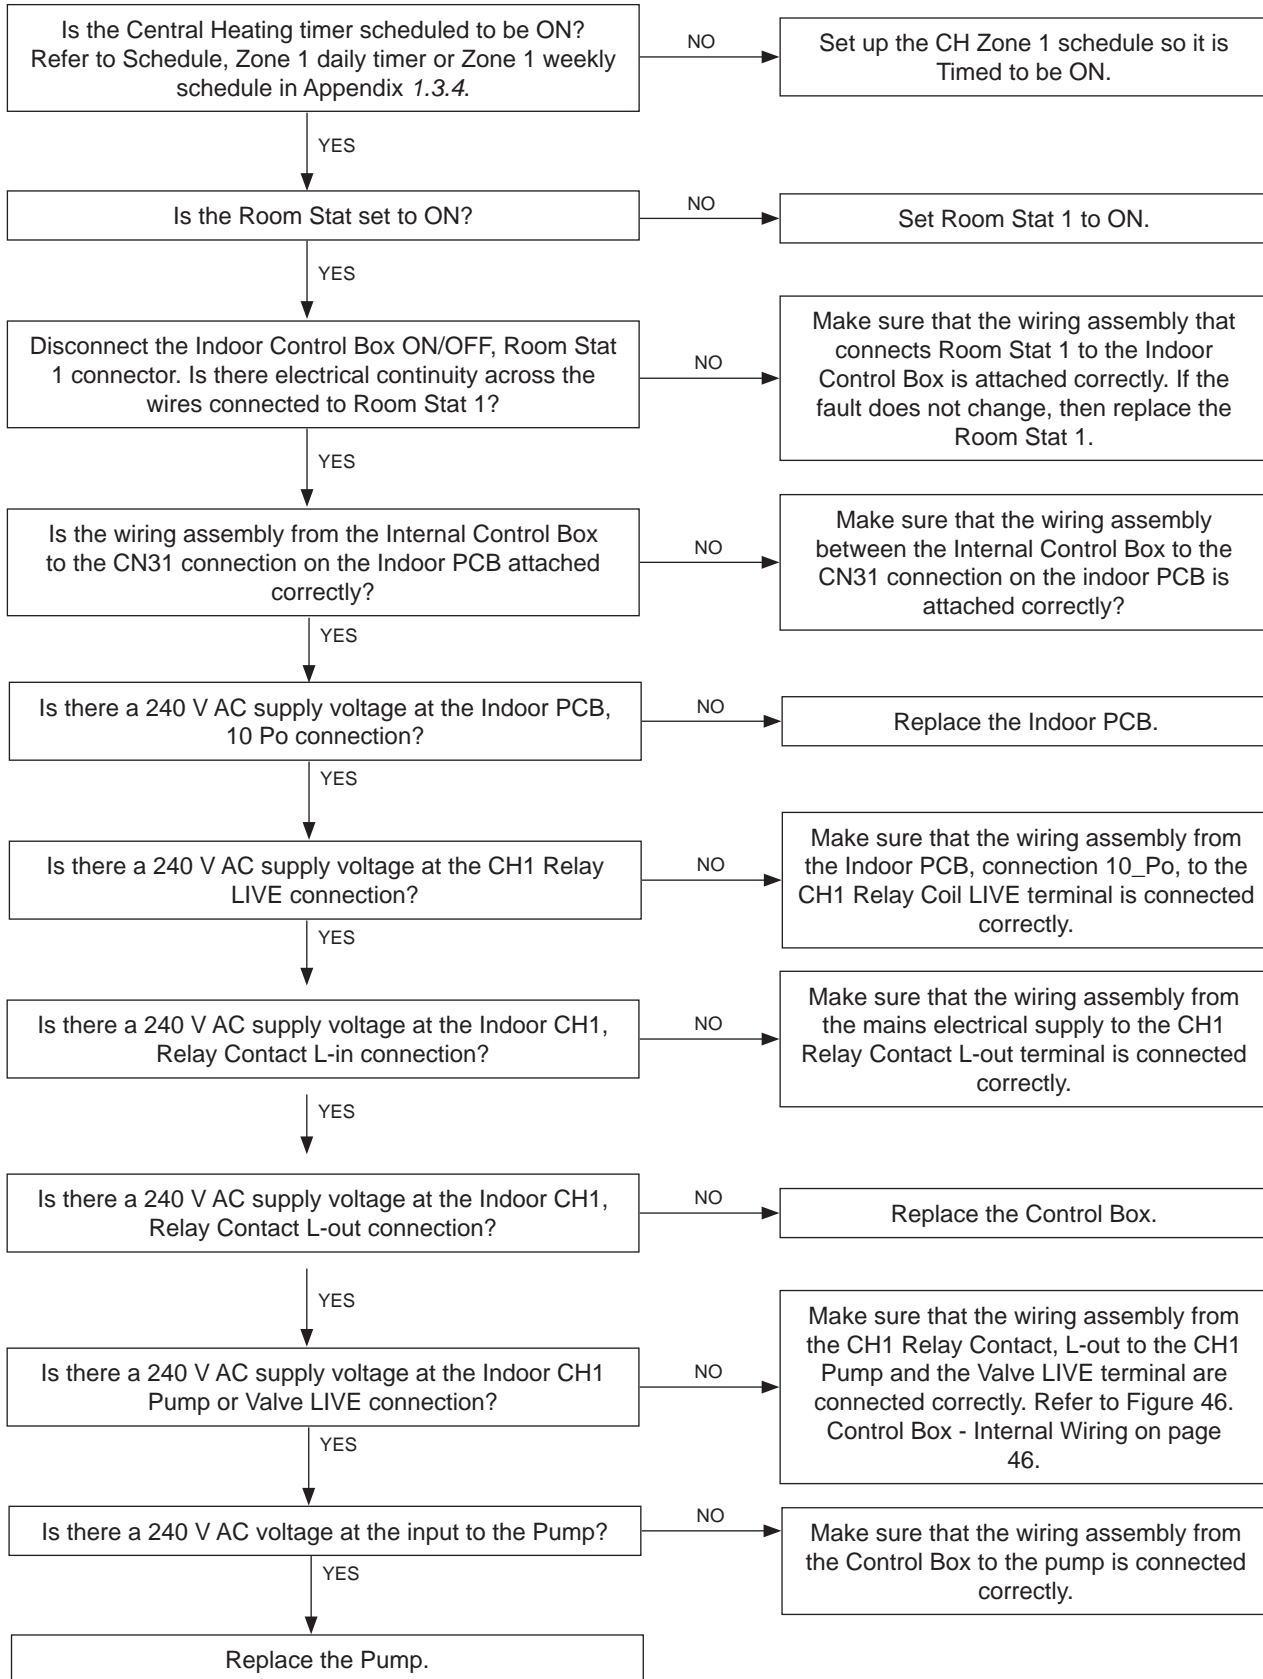 Is the Central Heating timer scheduled to be ON?
Refer to Schedule, Zone 1 daily timer or Zone 1 weekly
schedule in Appendix 1.3.4.
NO
Set up the CH Zone 1 schedule so it is
Timed to be ON.
YES
Is the Room Stat set to ON?
NO
Set Room Stat 1 to ON.
YES
Disconnect the Indoor Control Box ON/OFF, Room Stat
1 connector. Is there electrical continuity across the
wires connected to Room Stat 1?
NO
Make sure that the wiring assembly that
connects Room Stat 1 to the Indoor
Control Box is attached correctly. If the
fault does not change, then replace the
Room Stat 1.
YES
Is the wiring assembly from the Internal Control Box
to the CN31 connection on the Indoor PCB attached
correctly?
NO
Make sure that the wiring assembly
between the Internal Control Box to the
CN31 connection on the indoor PCB is
attached correctly?
YES
Is there a 240 V AC supply voltage at the Indoor PCB,
10 Po connection?
NO
Replace the Indoor PCB.
YES
Is there a 240 V AC supply voltage at the CH1 Relay
LIVE connection?
NO
Make sure that the wiring assembly from
the Indoor PCB, connection 10_Po, to the
CH1 Relay Coil LIVE terminal is connected
correctly.
YES
Is there a 240 V AC supply voltage at the Indoor CH1,
Relay Contact L-in connection?
NO
Make sure that the wiring assembly from
the mains electrical supply to the CH1
Relay Contact L-out terminal is connected
correctly.
YES
Is there a 240 V AC supply voltage at the Indoor CH1,
Relay Contact L-out connection?
NO
Replace the Control Box.
YES
Is there a 240 V AC supply voltage at the Indoor CH1
Pump or Valve LIVE connection?
NO
Make sure that the wiring assembly from
the CH1 Relay Contact, L-out to the CH1
Pump and the Valve LIVE terminal are
connected correctly. Refer to Figure 46.
Control Box - Internal Wiring on page
46.
YES
Is there a 240 V AC voltage at the input to the Pump?
NO
Make sure that the wiring assembly from
the Control Box to the pump is connected
correctly.
YES
Replace the Pump.